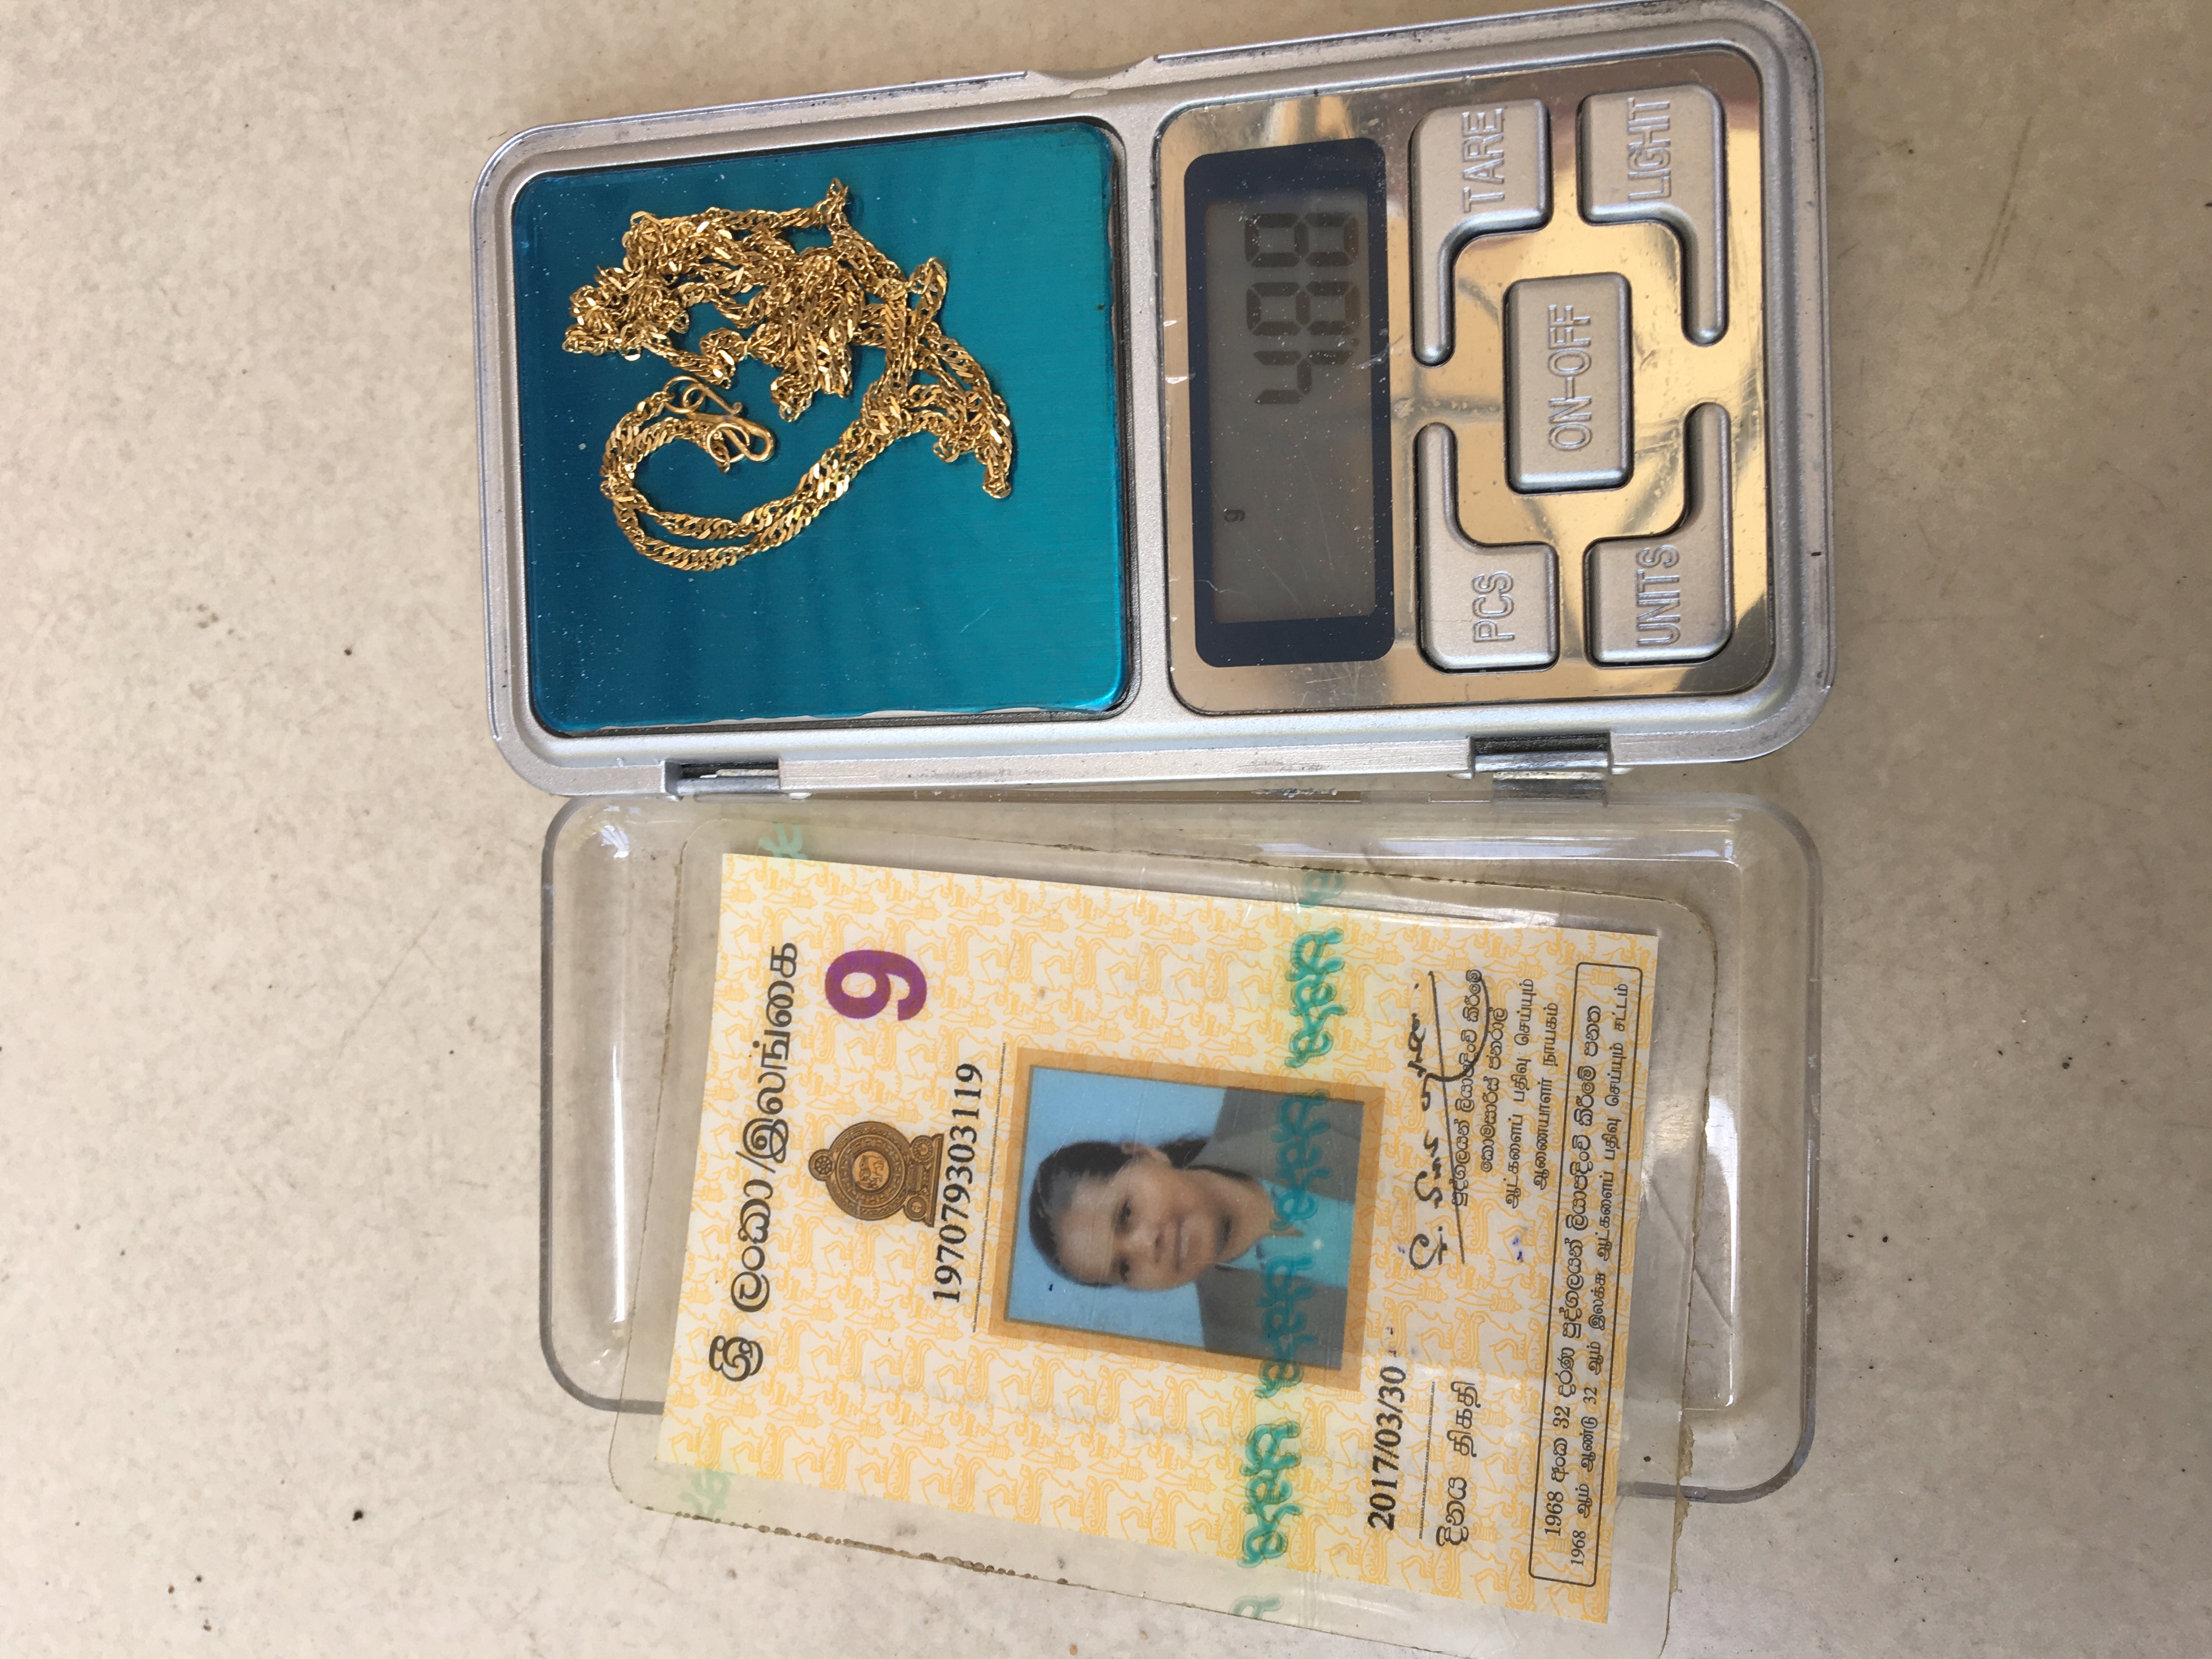 ශ්‍රී ලංකා/இலங்கை
9
197079303119
2017/03/30
දිනය திகதி
පුද්ගලයන් ලියාපදිංචි කිරීමේ
කොමසාරිස් ජනරාල්
ஆட்களைப் பதிவு செய்யும்
ஆணையாளர் நாயகம்
1968 අංක 32 දරණ පුද්ගලයන් ලියාපදිංචි කිරීමේ පනත
1968 ஆம் ஆண்டு 32 ஆம் இலக்க ஆட்களைப் பதிவு செய்யும் சட்டம்
g
4.88
PCS
TARE
ON-OFF
UNITS
LIGHT